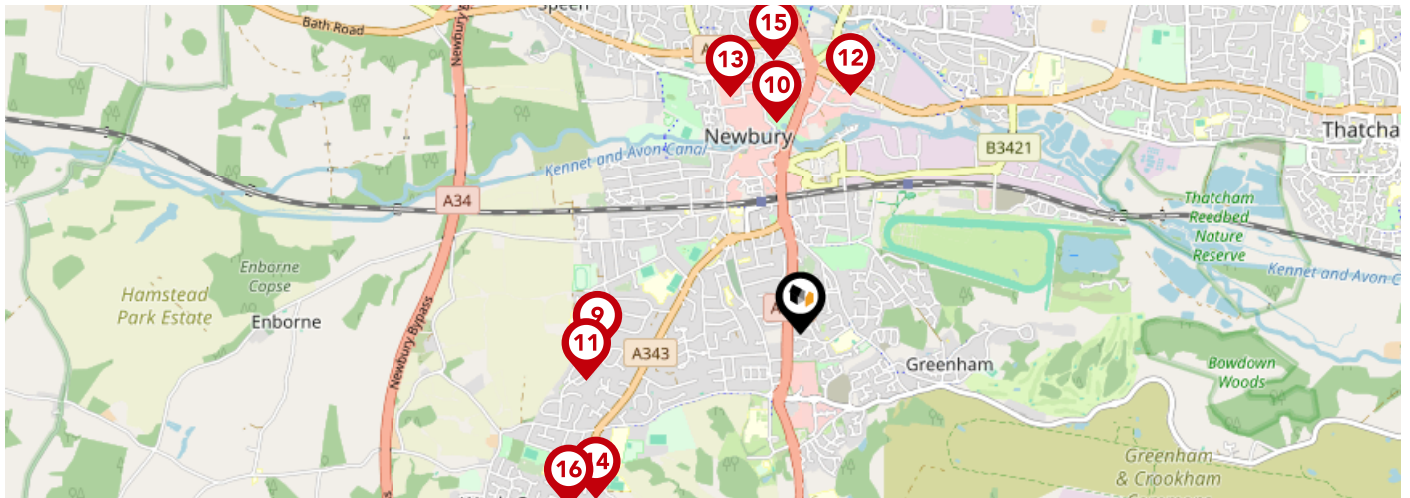 Speen
Bath Road
Newbury
15
13
12
10
Newbury
Thatcha
B3421
Kennet and Avon Canal
A34
Thatcham
Reedbed
Nature
Reserve
Enborne
Copse
Kennet and Avon C
Hamstead
Park Estate
Enborne
9
11
A343
Newbury Bypass
Greenham
Bowdown
Woods
16
14
Greenham
& Crookham